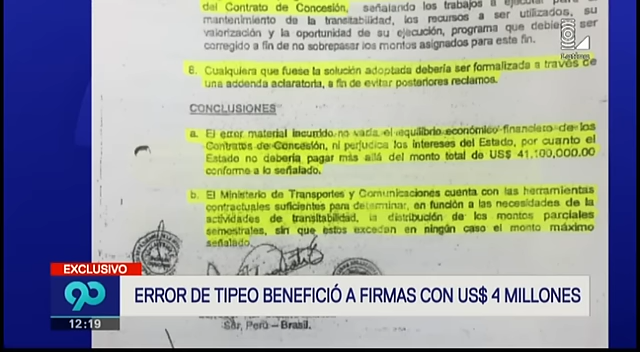 del Contrato de Concesión, señalando los trabajos a ejecutar para el
mantenimiento de la transitabilidad, los recursos a ser utilizados, su
valorización y la oportunidad de su ejecución, programa que debiera ser
corregido a fin de no sobrepasar los montos asignados para este fin.
6. Cualquiera que fuese la solución adoptada debería ser formalizada a través de
una addenda aclaratoria, a fin de evitar posteriores reclamos.
CONCLUSIONES
a. El error material incurrido no varía el equilibrio económico-financiero de los
Contratos de Concesión, ni perjudica los intereses del Estado, por cuanto el
Estado no debería pagar más allá del monto total de US$ 41,100,000.00
conforme a lo señalado.
b. El Ministerio de Transportes y Comunicaciones cuenta con las herramientas
contractuales suficientes para determinar, en función a las necesidades de la
actividades de transitabilidad, la distribución de los montos parciales
semestrales, sin que estos excedan en ningún caso el monto máximo
señalado.
EXCLUSIVO
90
ERROR DE TIPEO BENEFICIÓ A FIRMAS CON US$ 4 MILLONES
12:19
Sur, Perú – Brasil.